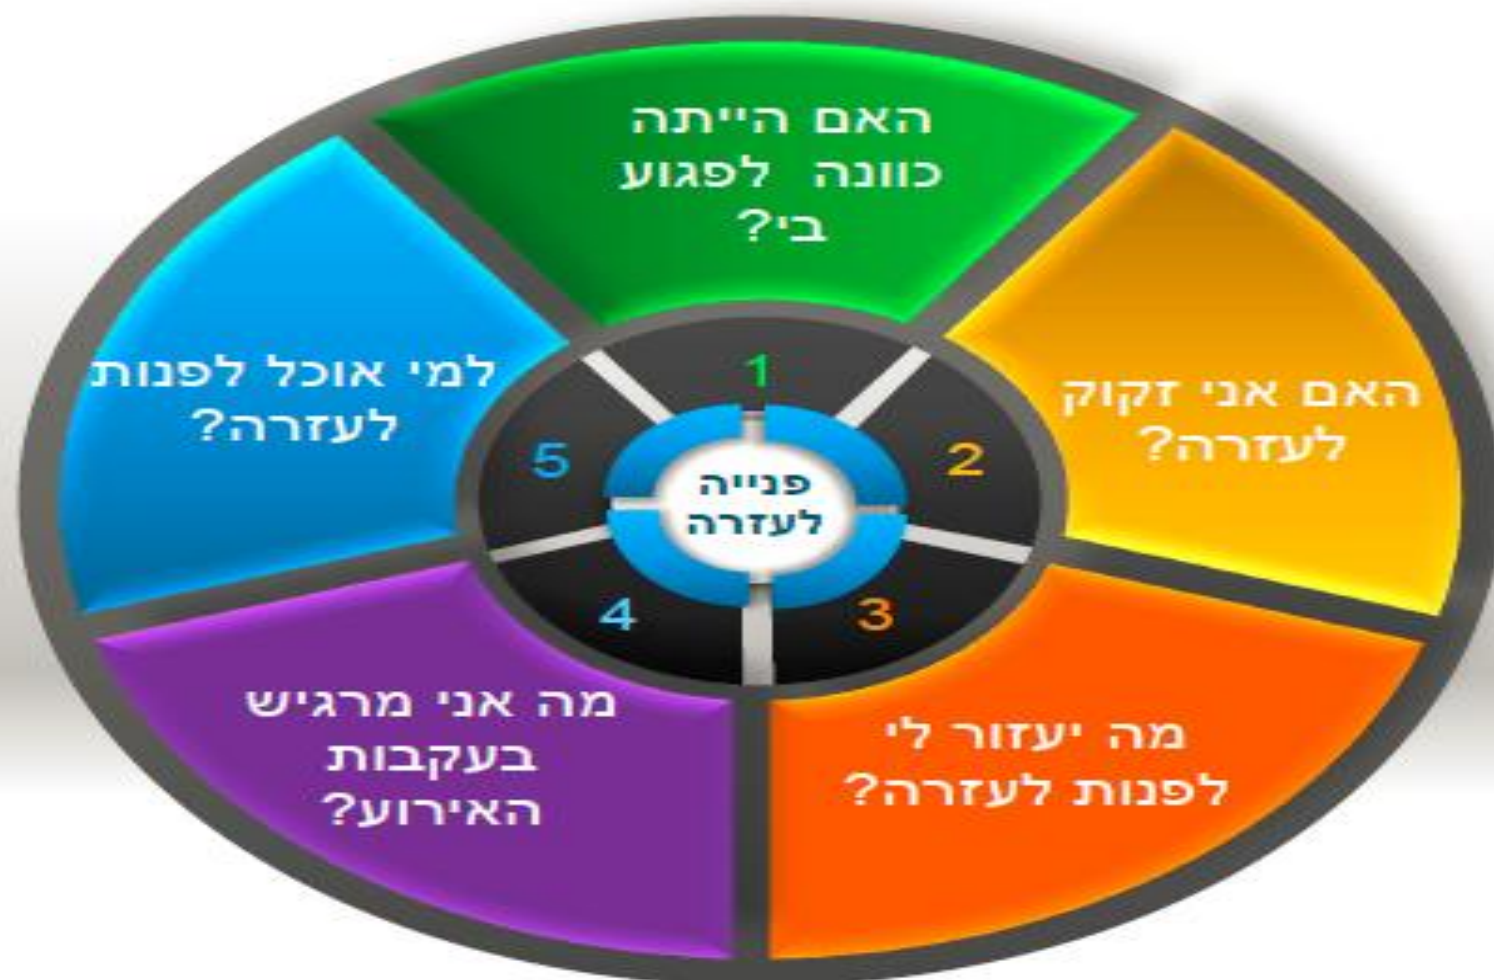 האם הייתה
כוונה לפגוע
בי?
האם אני זקוק
לעזרה?
מה יעזור לי
לפנות לעזרה?
מה אני מרגיש
בעקבות
האירוע?
למי אוכל לפנות
לעזרה?
1
2
3
4
5
פנייה
לעזרה